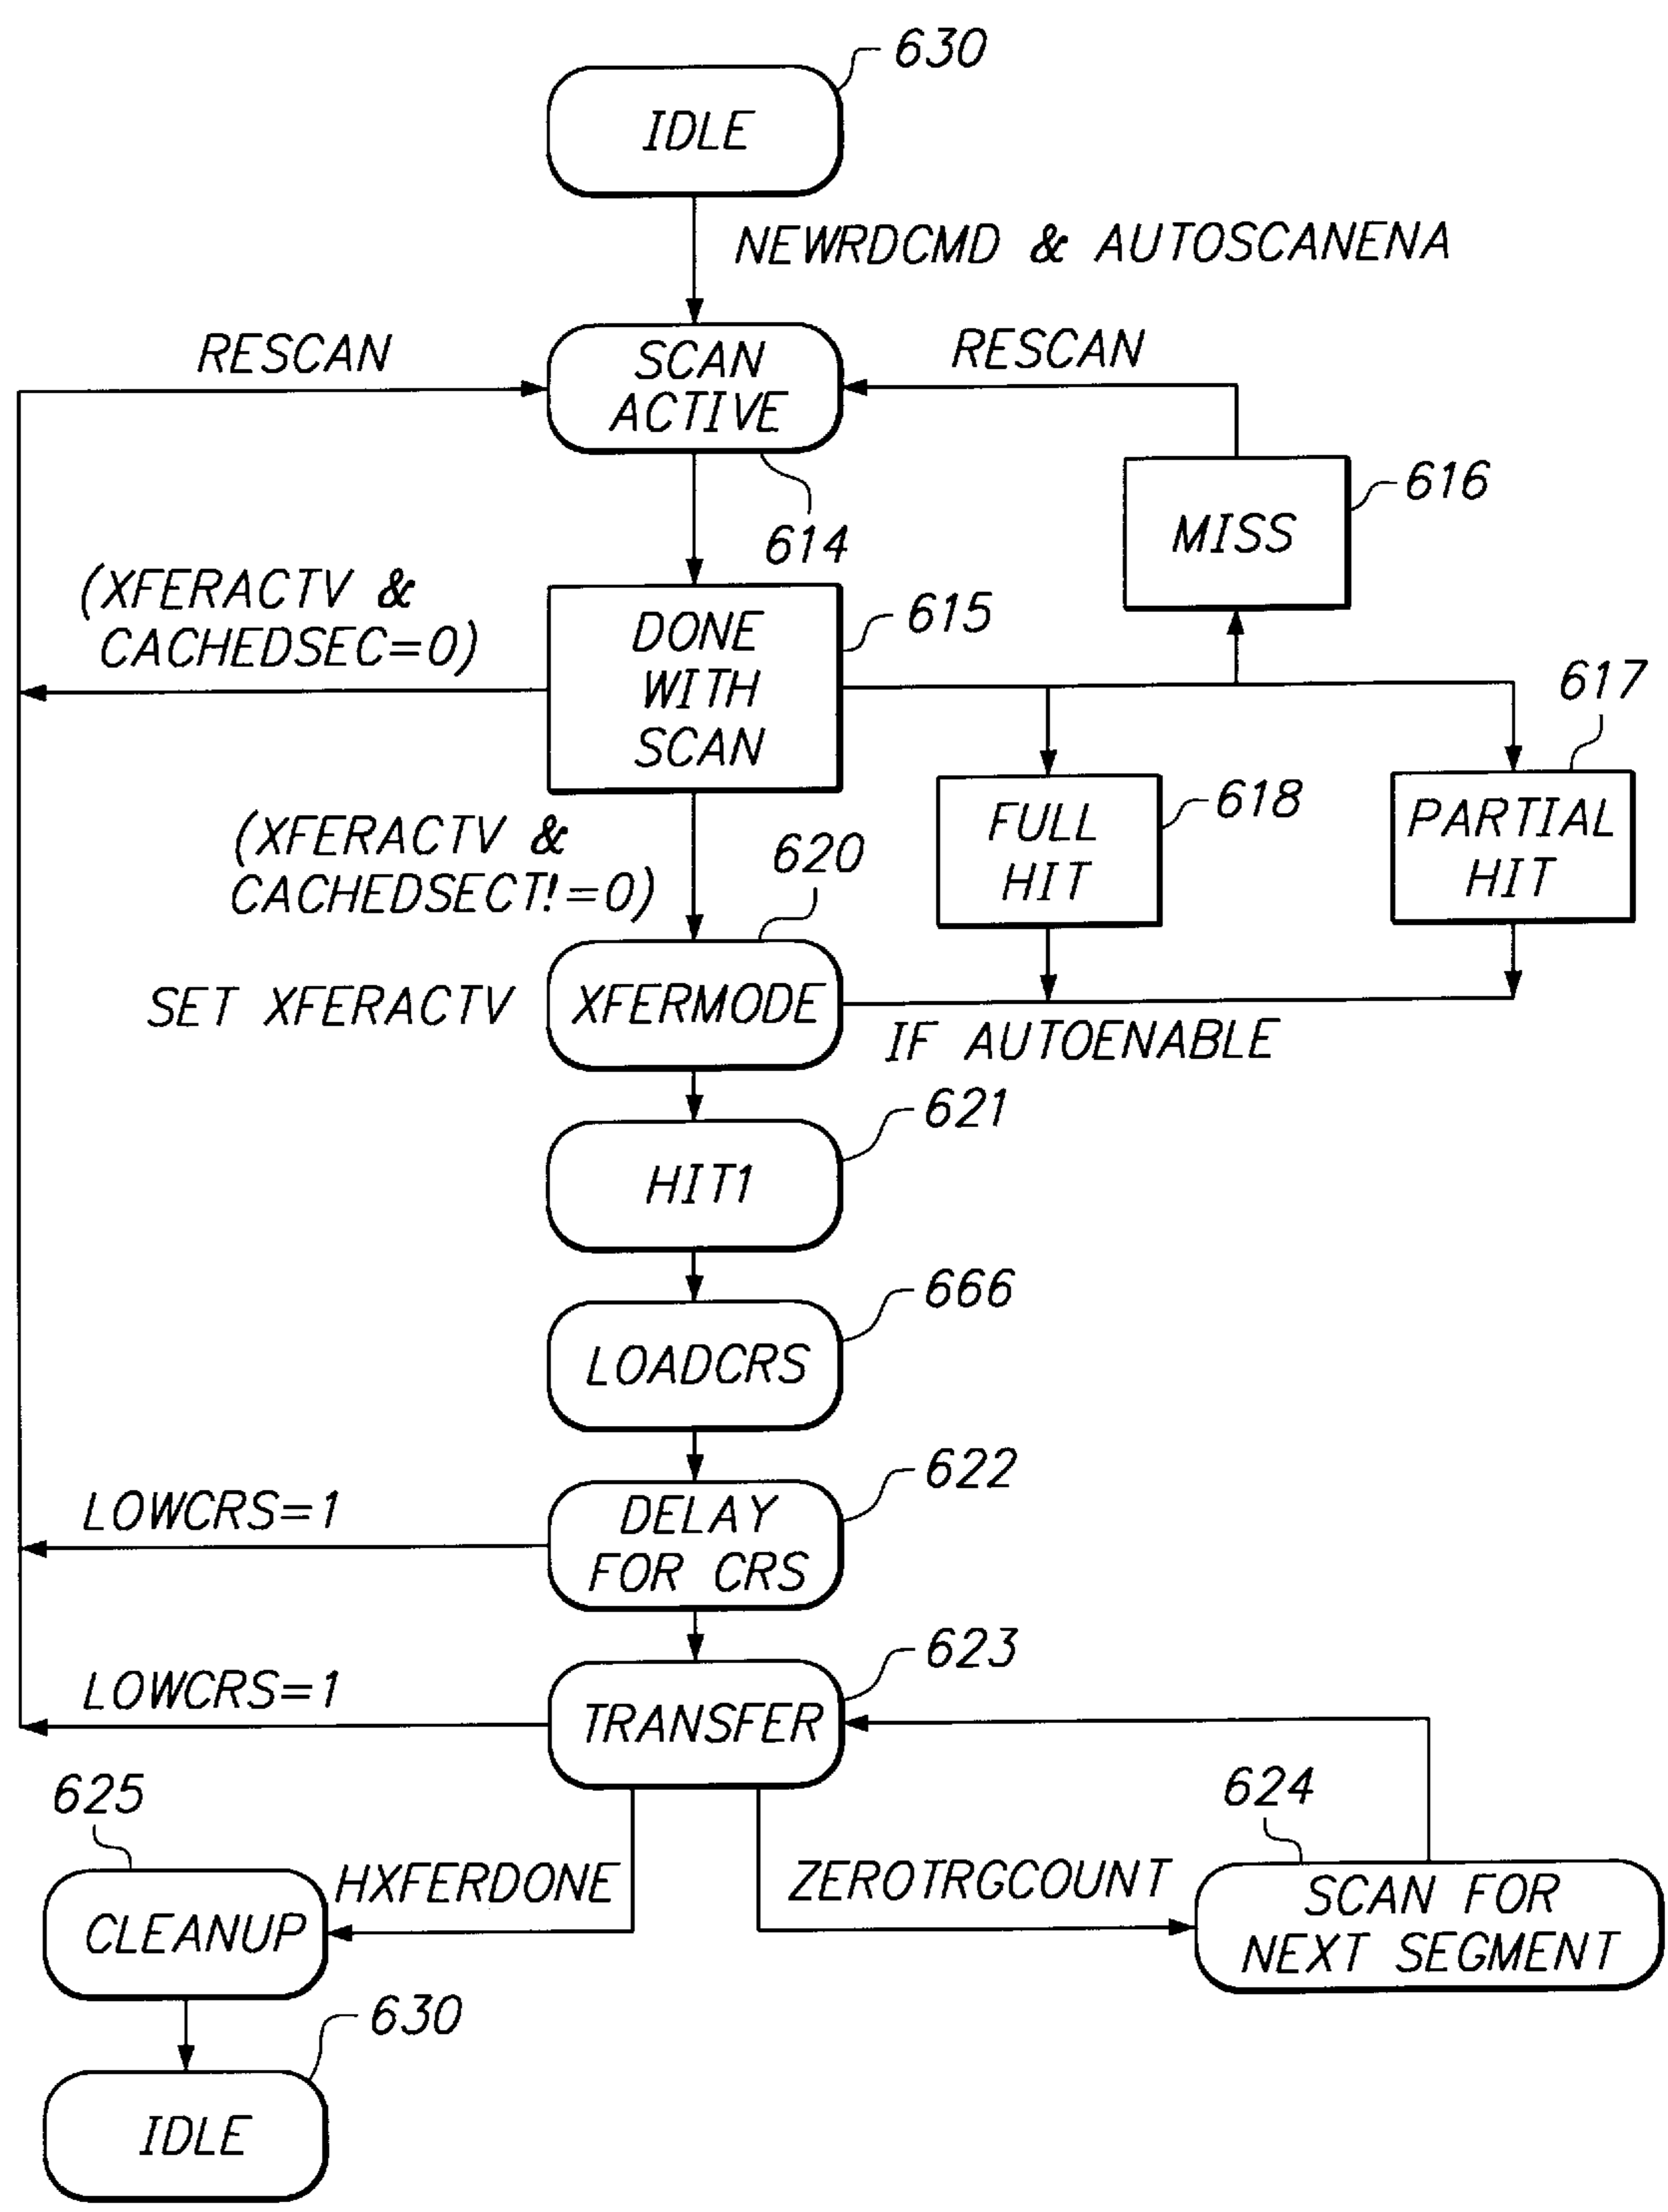 630
IDLE
NEWRDCMD & AUTOSCANENA
RESCAN
SCAN
ACTIVE
RESCAN
614
MISS
616
(XFERACTV &
CACHEDSEC=0)
DONE
WITH
SCAN
615
617
FULL
HIT
618
PARTIAL
HIT
(XFERACTV &
CACHEDSECT!=0)
620
SET XFERACTV
XFERMODE
IF AUTOENABLE
621
HIT1
666
LOADCRS
622
LOWCRS=1
DELAY
FOR CRS
623
LOWCRS=1
TRANSFER
625
HXFERDONE
ZEROTRGCOUNT
624
CLEANUP
SCAN FOR
NEXT SEGMENT
630
IDLE